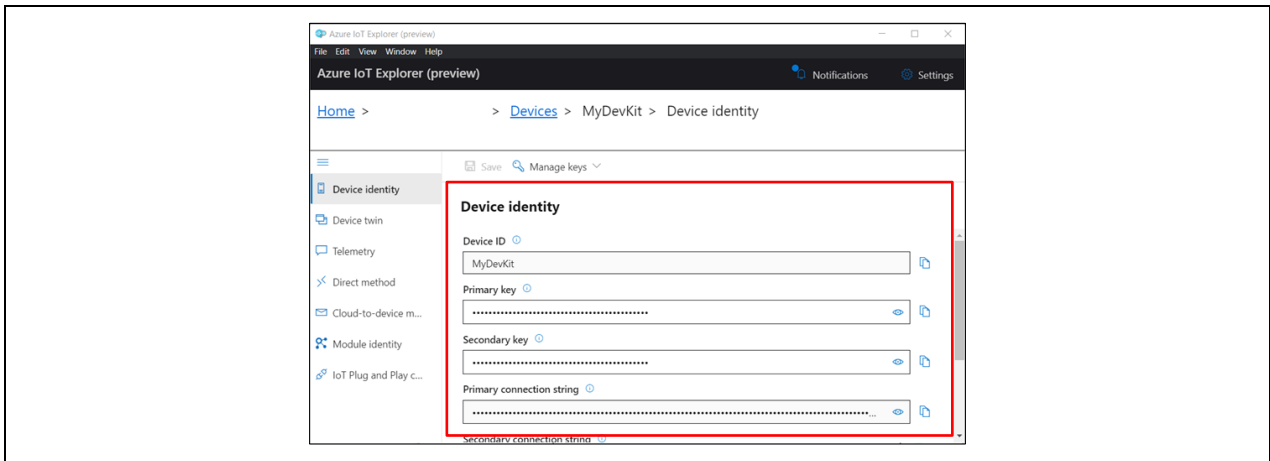 Azure IoT Explorer (preview)
File Edit View Window Help
Azure IoT Explorer (preview) Notifications Settings
Home > > Devices > MyDevKit > Device identity
Save Manage keys
Device identity
Device twin
Telemetry
Direct method
Cloud-to-device m...
Module identity
IoT Plug and Play c...
Device identity
Device ID
MyDevKit
Primary key
••••••••••••••••••••••••••••••••••••••••••••
Secondary key
••••••••••••••••••••••••••••••••••••••••••••
Primary connection string
••••••••••••••••••••••••••••••••••••••••••••••••••••••••••••••••••••••••••••••••••••••••••••••••••••...
Secondary connection string